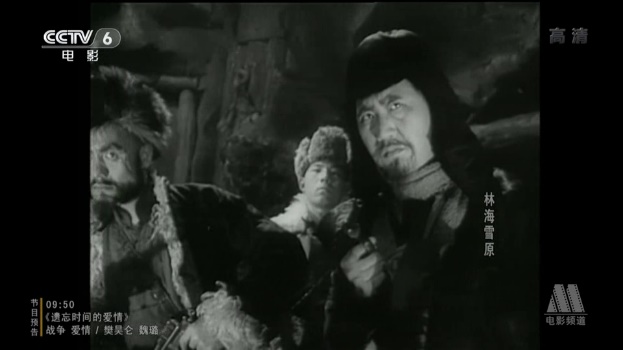 CCTV 6
电影
高清
林海雪原
节目预告
09:50
《遗忘时间的爱情》
战争 爱情 / 樊昊仑 魏璐
电影频道